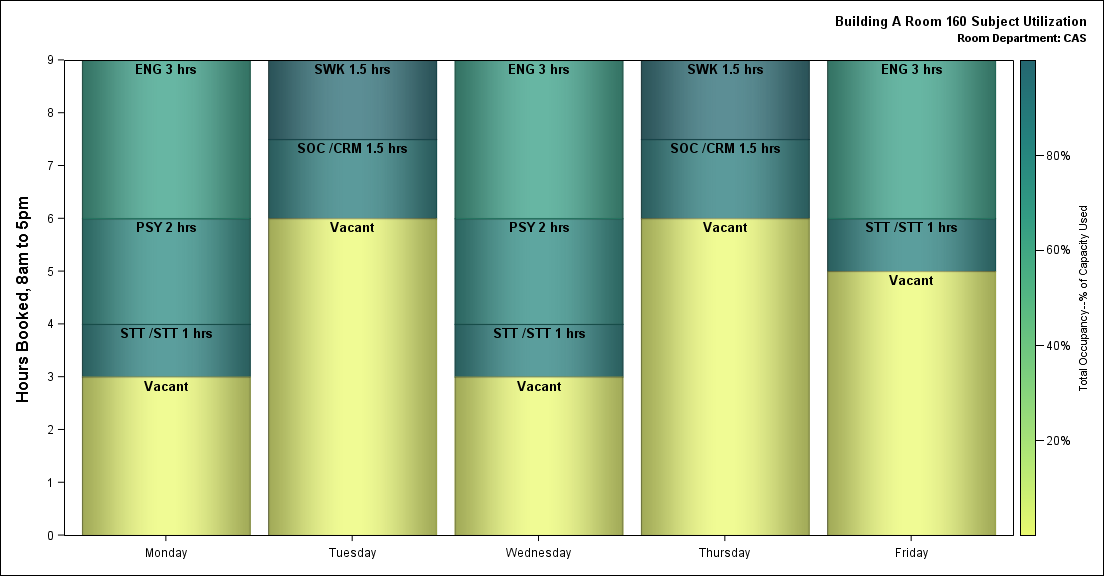 Building A Room 160 Subject Utilization
Room Department: CAS
Hours Booked, 8am to 5pm
9
8
7
6
5
4
3
2
1
0
ENG 3 hrs
PSY 2 hrs
STT /STT 1 hrs
Vacant
SWK 1.5 hrs
SOC /CRM 1.5 hrs
Vacant
ENG 3 hrs
PSY 2 hrs
STT /STT 1 hrs
Vacant
SWK 1.5 hrs
SOC /CRM 1.5 hrs
Vacant
ENG 3 hrs
STT /STT 1 hrs
Vacant
Monday
Tuesday
Wednesday
Thursday
Friday
80%
60%
40%
20%
Total Occupancy--% of Capacity Used